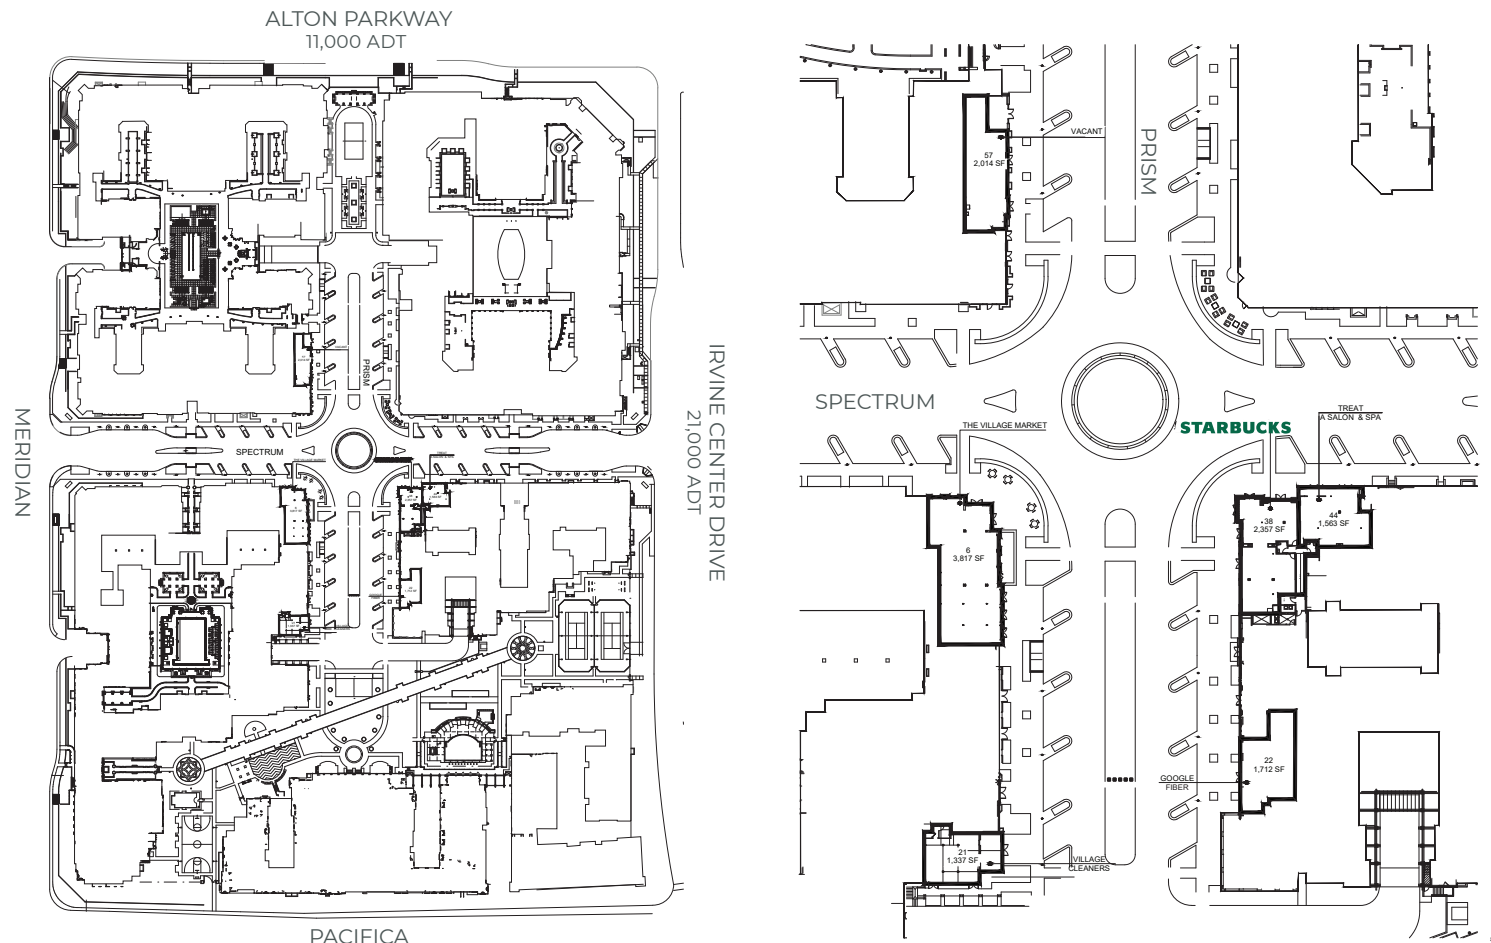 ALTON PARKWAY
11,000 ADT
MERIDIAN
PRISM
SPECTRUM
IRVINE CENTER DRIVE
21,000 ADT
PACIFICA
VACANT
57
2,014 SF
PRISM
SPECTRUM
THE VILLAGE MARKET
STARBUCKS
TREAT
A SALON & SPA
6
3,817 SF
38
2,357 SF
44
1,563 SF
GOOGLE
FIBER
22
1,712 SF
21
1,337 SF
VILLAGE
CLEANERS